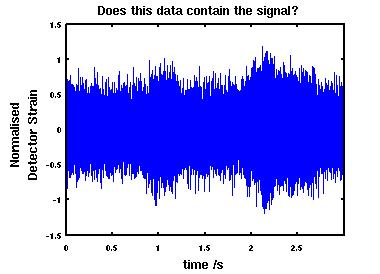 Does this data contain the signal?
1.5
1
0.5
0
-0.5
-1
-1.5
Normalised
Detector Strain
0 0.5 1 1.5 2 2.5
time /s